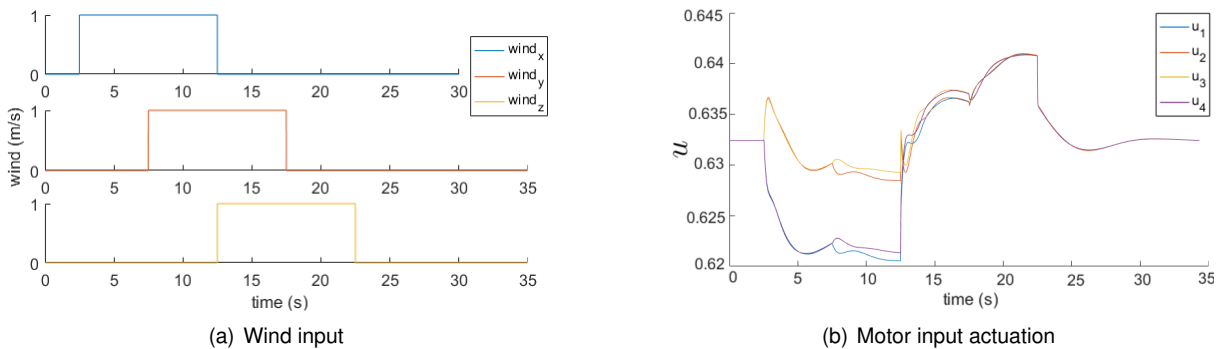 1
0
0 5 10 15 20 25 30
1
0
0 5 10 15 20 25 30 35
1
0
0 5 10 15 20 25 30 35
wind (m/s)
time (s)
wind_x
wind_y
wind_z
(a) Wind input
0.645
0.64
0.635
0.63
0.625
0.62
u
0 5 10 15 20 25 30 35
time (s)
u_1
u_2
u_3
u_4
(b) Motor input actuation